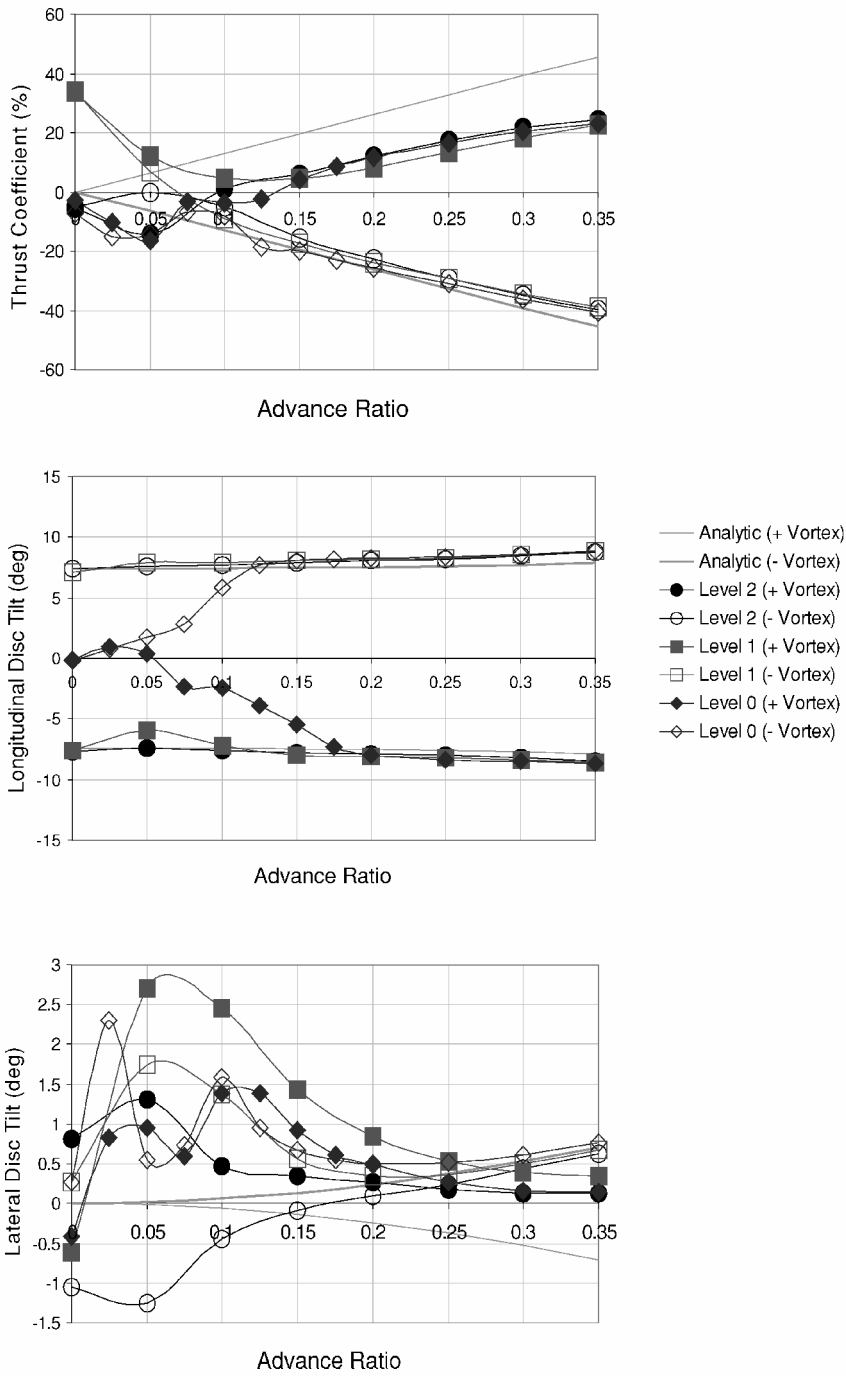 60
40
20
0
-20
-40
-60
0 0.05 0.1 0.15 0.2 0.25 0.3 0.35
Thrust Coefficient (%)
Advance Ratio
15
10
5
0
-5
-10
-15
0 0.05 0.1 0.15 0.2 0.25 0.3 0.35
Longitudinal Disc Tilt (deg)
Advance Ratio
Analytic (+ Vortex)
Analytic (- Vortex)
Level 2 (+ Vortex)
Level 2 (- Vortex)
Level 1 (+ Vortex)
Level 1 (- Vortex)
Level 0 (+ Vortex)
Level 0 (- Vortex)
3
2.5
2
1.5
1
0.5
0
-0.5
-1
-1.5
0 0.05 0.1 0.15 0.2 0.25 0.3 0.35
Lateral Disc Tilt (deg)
Advance Ratio